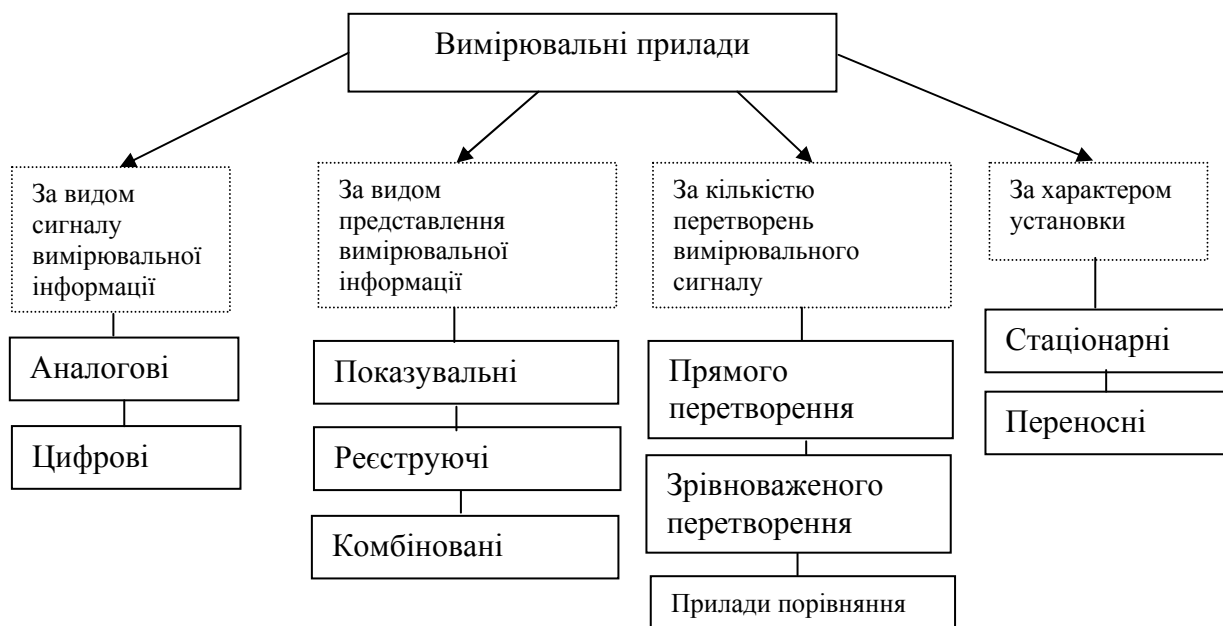 Вимірювальні прилади
За видом
сигналу
вимірювальної
інформації
Аналогові
Цифрові
За видом
представлення
вимірювальної
інформації
Показувальні
Реєструючі
Комбіновані
За кількістю
перетворень
вимірювального
сигналу
Прямого
перетворення
Зрівноваженого
перетворення
Прилади порівняння
За характером
установки
Стаціонарні
Переносні